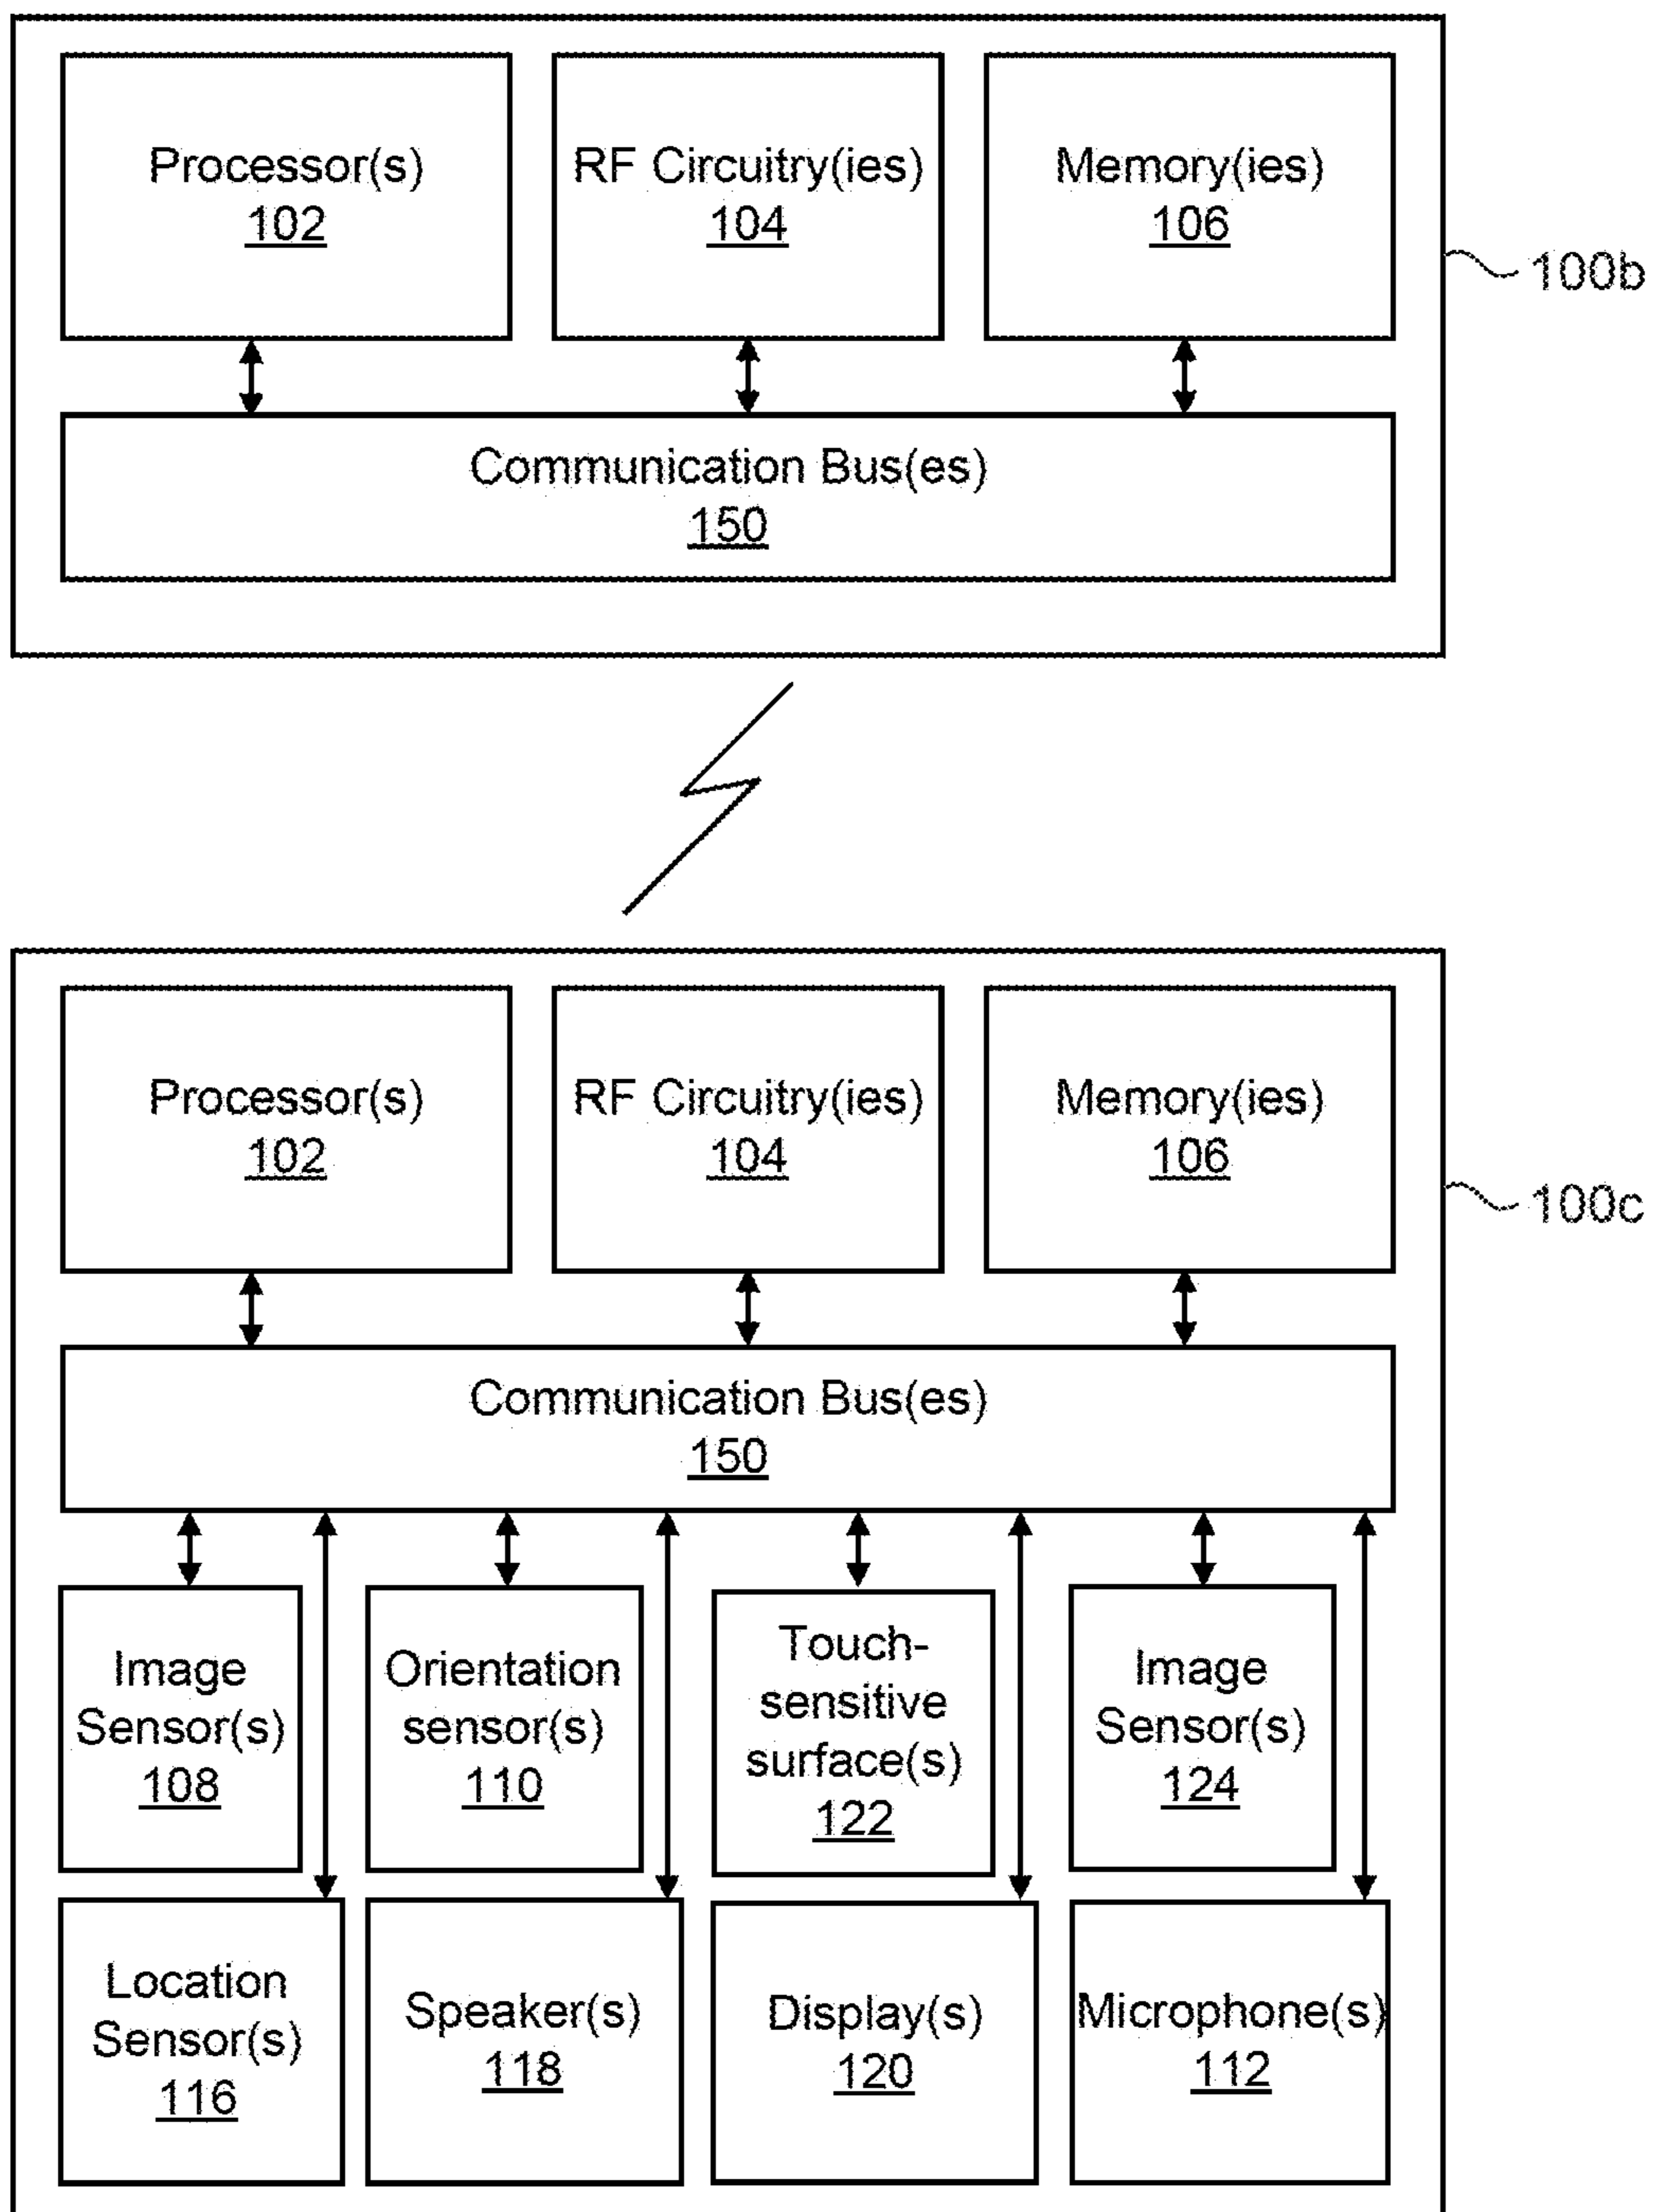 Processor(s)
102
RF Circuitry(ies)
104
Memory(ies)
106
100b
Communication Bus(es)
150
Processor(s)
102
RF Circuitry(ies)
104
Memory(ies)
106
100c
Communication Bus(es)
150
Image
Sensor(s)
108
Orientation
sensor(s)
110
Touch-
sensitive
surface(s)
122
Image
Sensor(s)
124
Location
Sensor(s)
116
Speaker(s)
118
Display(s)
120
Microphone(s)
112